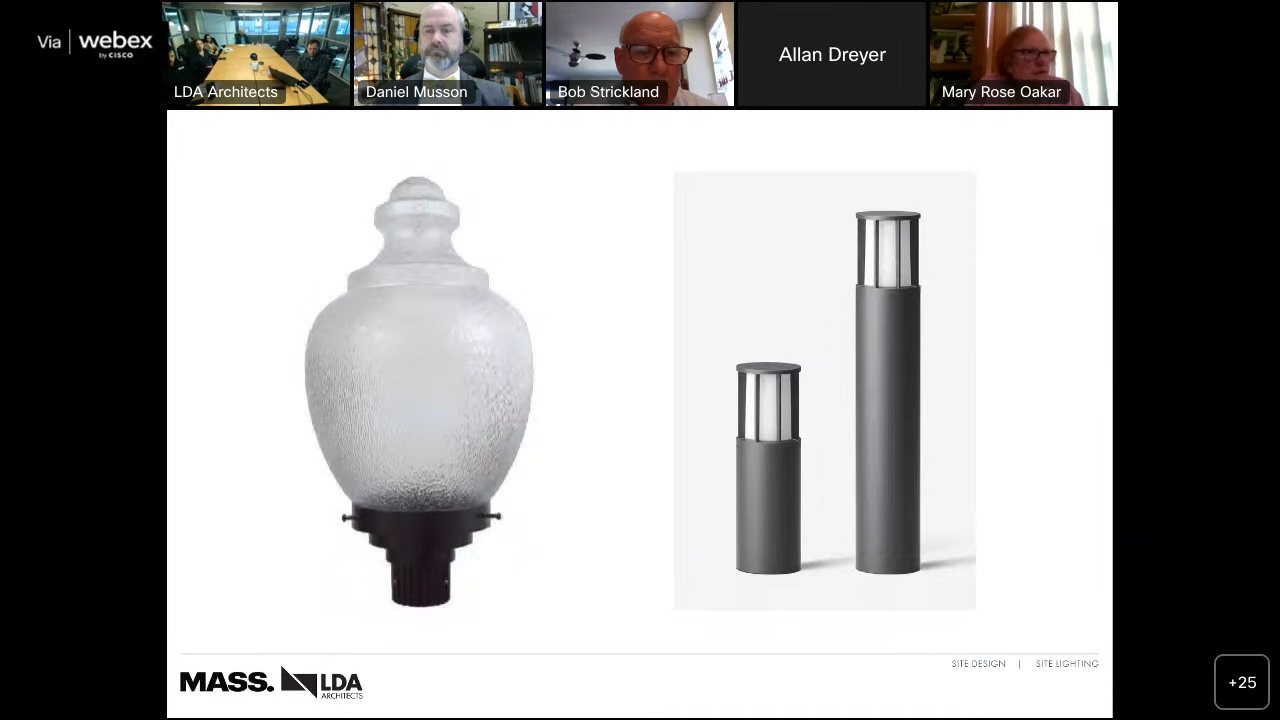 Via | webex
by CISCO
LDA Architects
Daniel Musson
Bob Strickland
Allan Dreyer
Mary Rose Oakar
SITE DESIGN | SITE LIGHTING
MASS. LDA
ARCHITECTS
+25